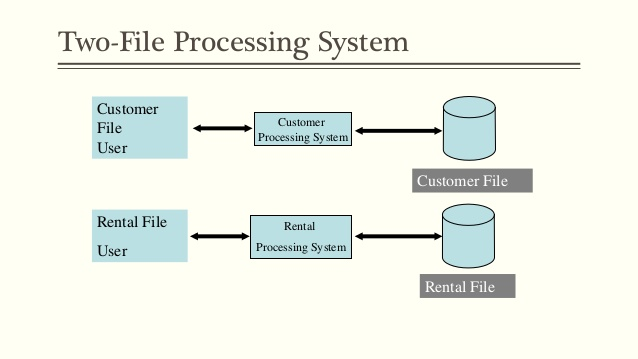 Two-File Processing System
Customer
File
User
Customer
Processing System
Customer File
Rental File
User
Rental
Processing System
Rental File